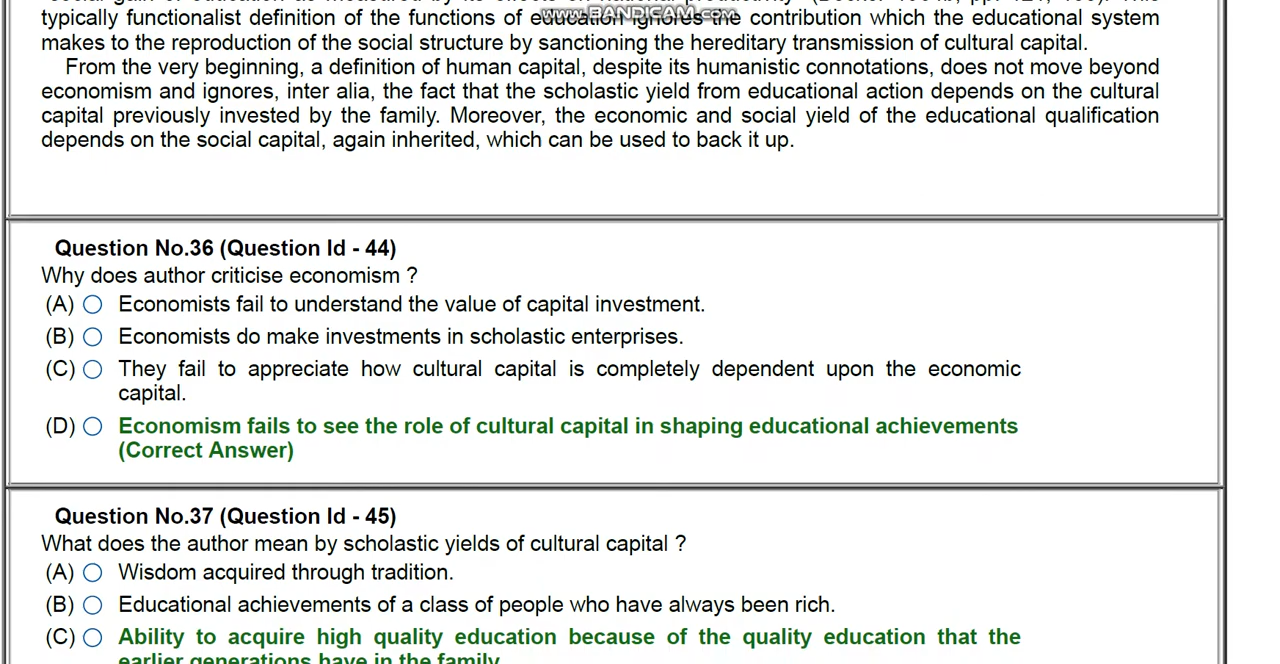 typically functionalist definition of the functions of education ignores the contribution which the educational system
www.BANDICAM.com
makes to the reproduction of the social structure by sanctioning the hereditary transmission of cultural capital.
From the very beginning, a definition of human capital, despite its humanistic connotations, does not move beyond
economism and ignores, inter alia, the fact that the scholastic yield from educational action depends on the cultural
capital previously invested by the family. Moreover, the economic and social yield of the educational qualification
depends on the social capital, again inherited, which can be used to back it up.
Question No.36 (Question Id - 44)
Why does author criticise economism ?
(A) Economists fail to understand the value of capital investment.
(B) Economists do make investments in scholastic enterprises.
(C) They fail to appreciate how cultural capital is completely dependent upon the economic
capital.
(D) Economism fails to see the role of cultural capital in shaping educational achievements
(Correct Answer)
Question No.37 (Question Id - 45)
What does the author mean by scholastic yields of cultural capital ?
(A) Wisdom acquired through tradition.
(B) Educational achievements of a class of people who have always been rich.
(C) Ability to acquire high quality education because of the quality education that the
earlier generations have in the family